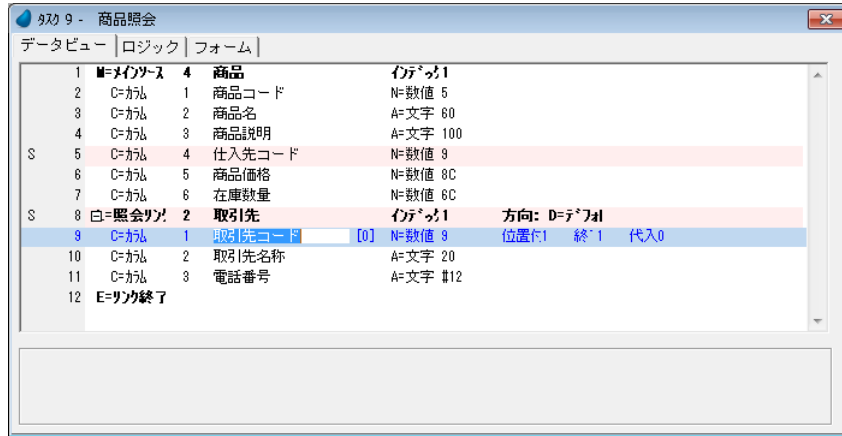 ﾀｽｸ 9 - 商品照会
データビュー ロジック フォーム
1 M=ﾒｲﾝｿｰｽ 4 商品 ｲﾝﾃﾞｯｸｽ1
2 C=ｶﾗﾑ 1 商品コード N=数値 5
3 C=ｶﾗﾑ 2 商品名 A=文字 60
4 C=ｶﾗﾑ 3 商品説明 A=文字 100
S 5 C=ｶﾗﾑ 4 仕入先コード N=数値 9
6 C=ｶﾗﾑ 5 商品価格 N=数値 8C
7 C=ｶﾗﾑ 6 在庫数量 N=数値 6C
S 8 =照会ﾘﾝｸ 2 取引先 ｲﾝﾃﾞｯｸｽ1 方向: D=ﾃﾞﾌｫﾙ
9 C=ｶﾗﾑ 1 取引先コード [0] N=数値 9 位置付1 終了1 代入0
10 C=ｶﾗﾑ 2 取引先名称 A=文字 20
11 C=ｶﾗﾑ 3 電話番号 A=文字 #12
12 E=ﾘﾝｸ終了